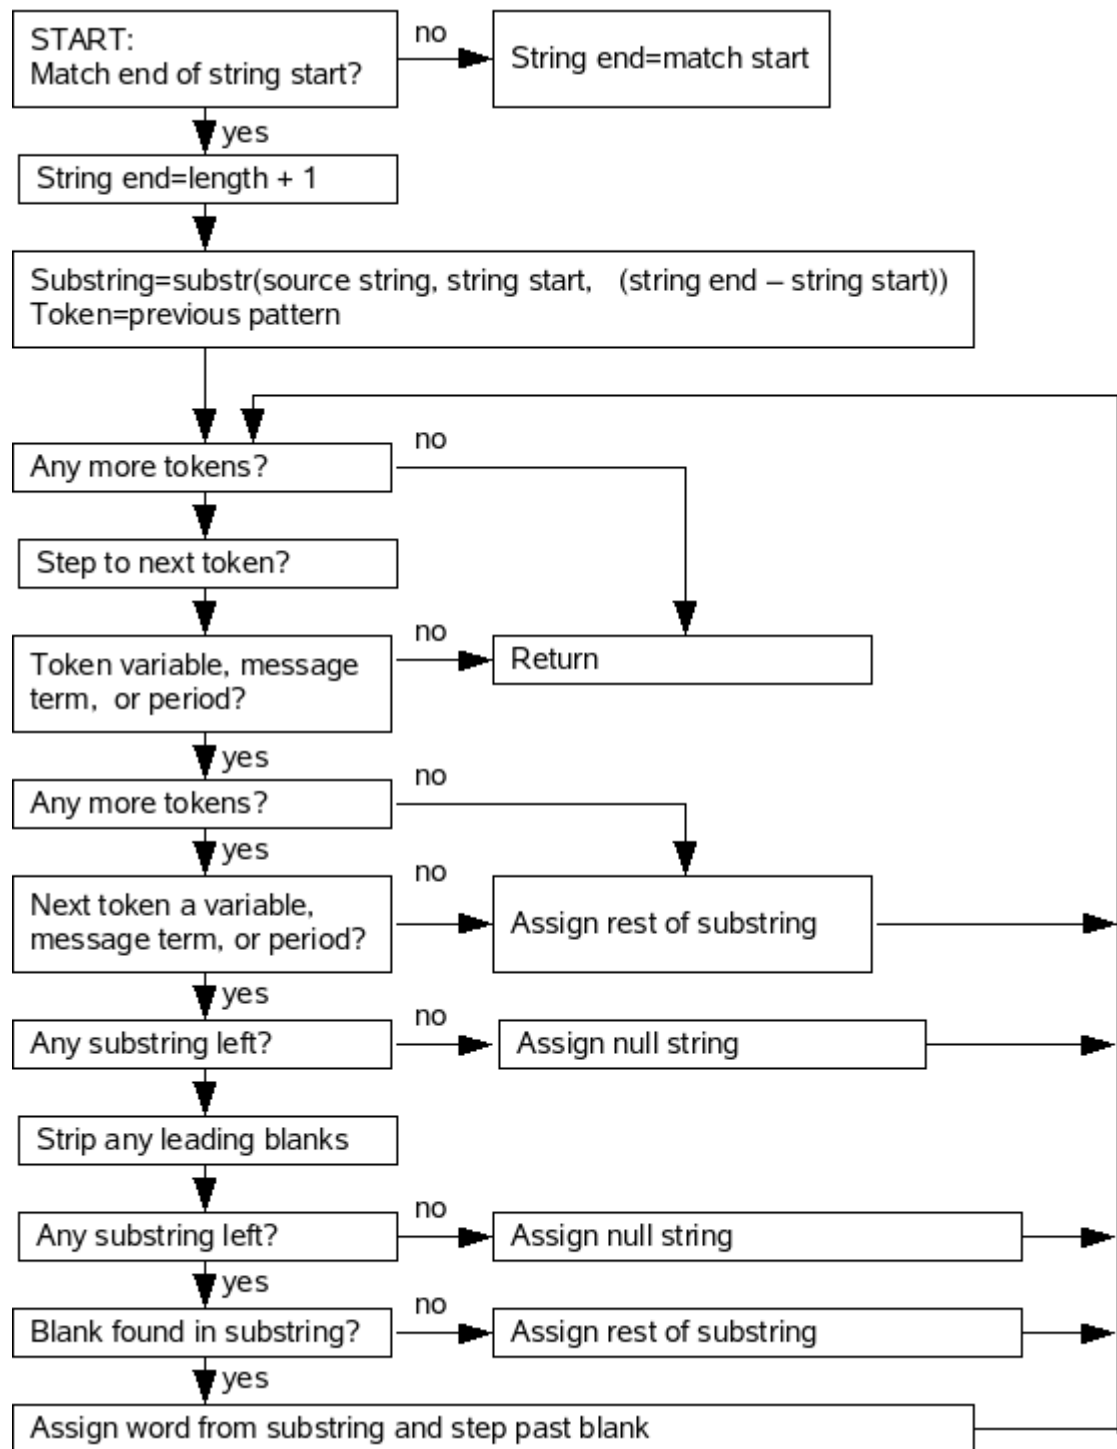 START:
Match end of string start?
no
String end=match start
yes
String end=length + 1
Substring=substr(source string, string start, (string end – string start))
Token=previous pattern
Any more tokens?
no
Step to next token?
Token variable, message
term, or period?
no
Return
yes
Any more tokens?
no
yes
Next token a variable,
message term, or period?
no
Assign rest of substring
yes
Any substring left?
no
Assign null string
Strip any leading blanks
Any substring left?
no
Assign null string
yes
Blank found in substring?
no
Assign rest of substring
yes
Assign word from substring and step past blank